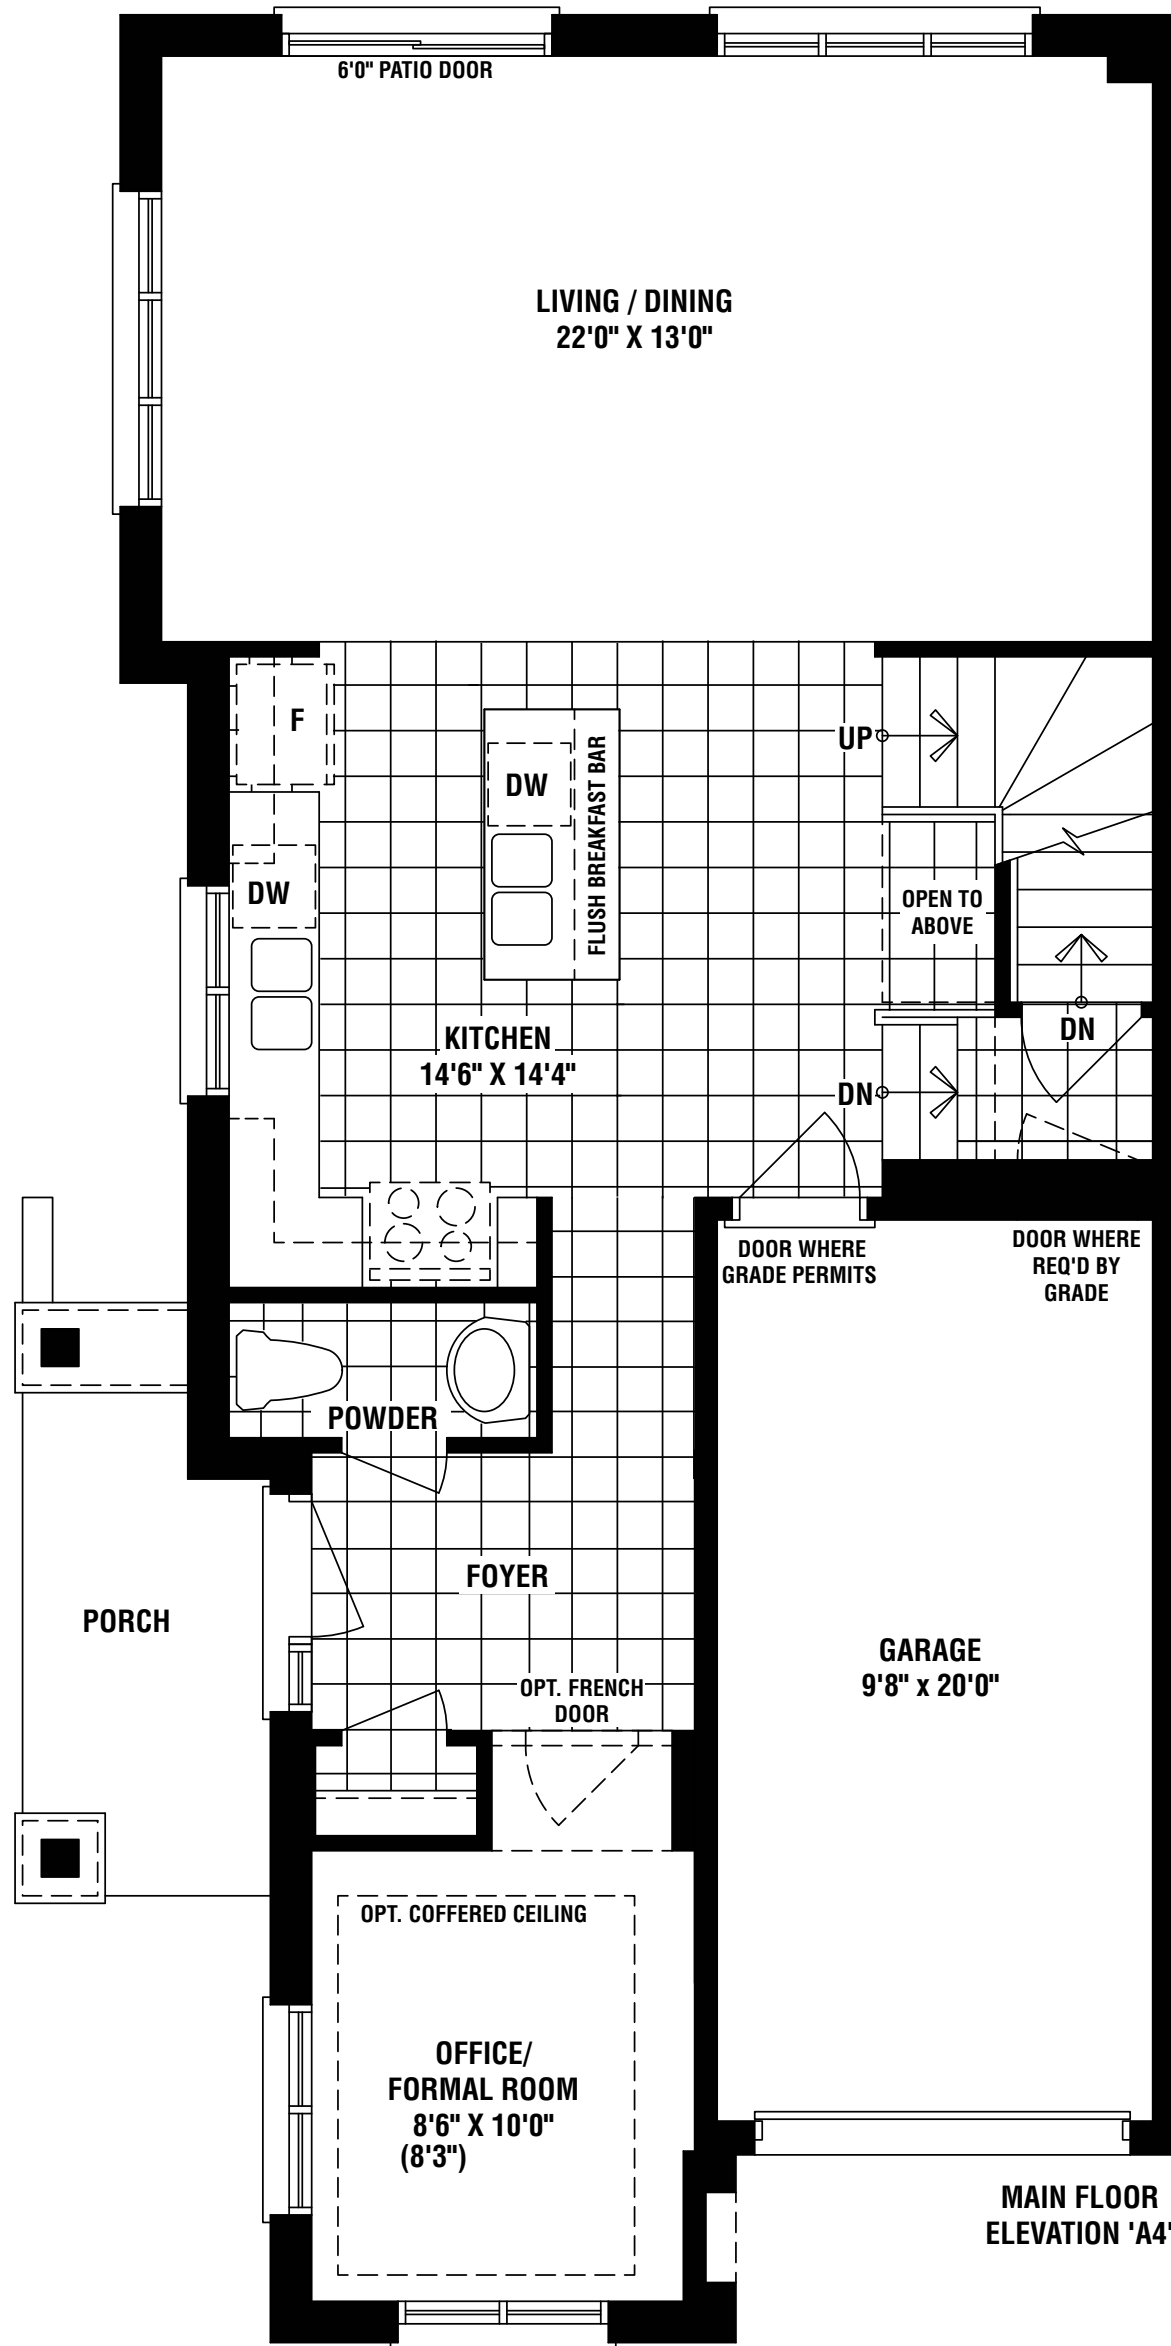 6'0" PATIO DOOR
LIVING / DINING
22'0" X 13'0"
F
DW
FLUSH BREAKFAST BAR
UP
DW
OPEN TO
ABOVE
KITCHEN
14'6" X 14'4"
DN
DN
DOOR WHERE
GRADE PERMITS
DOOR WHERE
REQ'D BY
GRADE
POWDER
FOYER
PORCH
GARAGE
9'8" x 20'0"
OPT. FRENCH
DOOR
OPT. COFFERED CEILING
OFFICE/
FORMAL ROOM
8'6" X 10'0"
(8'3")
MAIN FLOOR
ELEVATION 'A4'